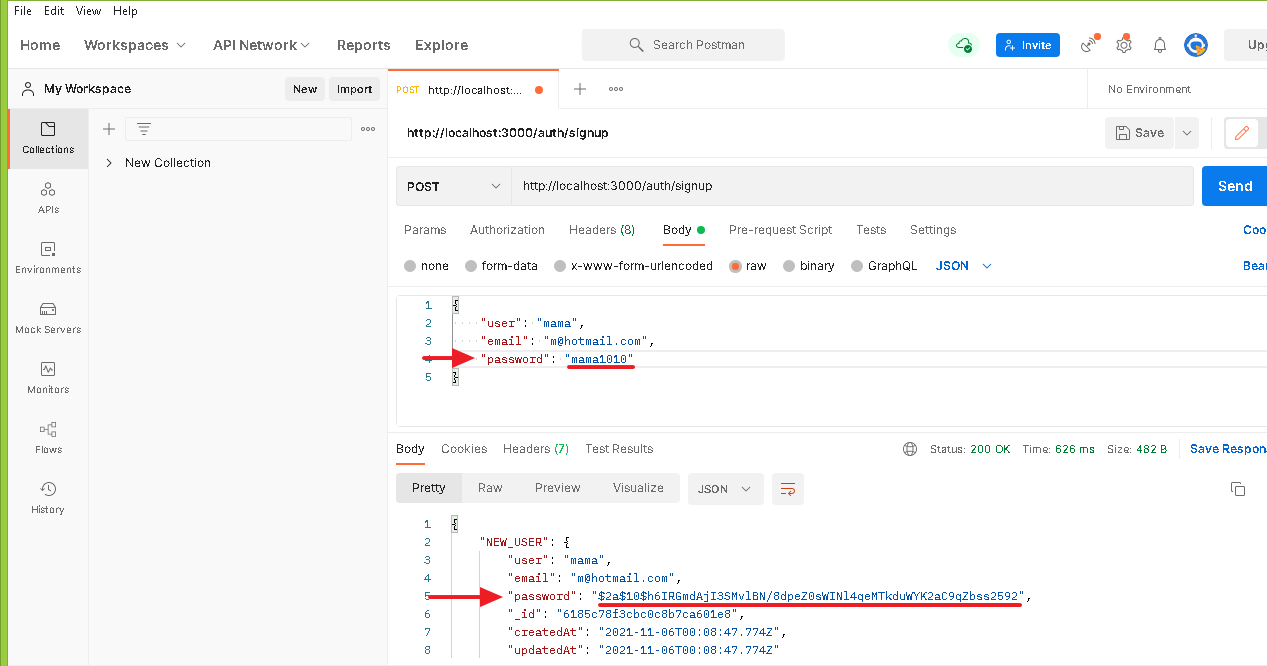 File Edit View Help
Home Workspaces API Network Reports Explore Search Postman Invite Upg
My Workspace New Import POST http://localhost:... No Environment
Collections
New Collection
http://localhost:3000/auth/signup Save
APIs
POST http://localhost:3000/auth/signup Send
Params Authorization Headers (8) Body Pre-request Script Tests Settings Coo
Environments
none form-data x-www-form-urlencoded raw binary GraphQL JSON Bear
Mock Servers
1 {
2 "user": "mama",
3 "email": "m@hotmail.com",
4 "password": "mama1010"
5 }
Monitors
Flows
Body Cookies Headers (7) Test Results Status: 200 OK Time: 626 ms Size: 482 B Save Respon
Pretty Raw Preview Visualize JSON
History
1 {
2 "NEW_USER": {
3 "user": "mama",
4 "email": "m@hotmail.com",
5 "password": "$2a$10$h6IRGmdAjI3SMvlBN/8dpeZ0sWINl4qeMTkduWYK2aC9qZbss2592",
6 "_id": "6185c78f3cbc0c8b7ca601e8",
7 "createdAt": "2021-11-06T00:08:47.774Z",
8 "updatedAt": "2021-11-06T00:08:47.774Z"